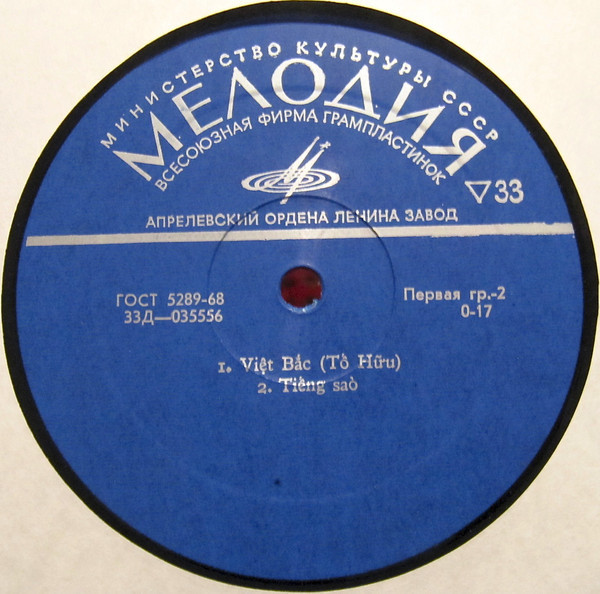 МИНИСТЕРСТВО КУЛЬТУРЫ СССР
МЕЛОДИЯ
ВСЕСОЮЗНАЯ ФИРМА ГРАМПЛАСТИНОК
33
АПРЕЛЕВСКИЙ ОРДЕНА ЛЕНИНА ЗАВОД
ГОСТ 5289-68
33Д—035556
Первая гр.-2
0-17
1. Việt Bắc (Tố Hữu)
2. Tiếng saò